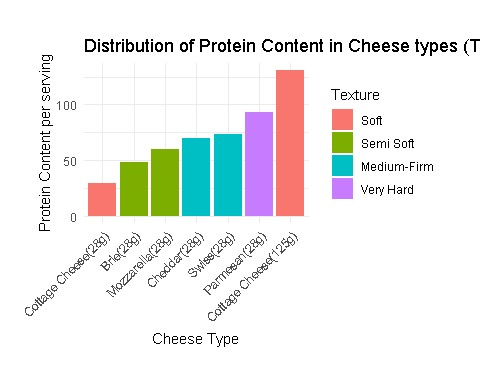 Distribution of Protein Content in Cheese types (T
Protein Content per serving
100
50
0
Cottage Cheese(28g)
Brie(28g)
Mozzarella(28g)
Cheddar(28g)
Swiss(28g)
Parmesan(28g)
Cottage Cheese(125g)
Cheese Type
Texture
Soft
Semi Soft
Medium-Firm
Very Hard